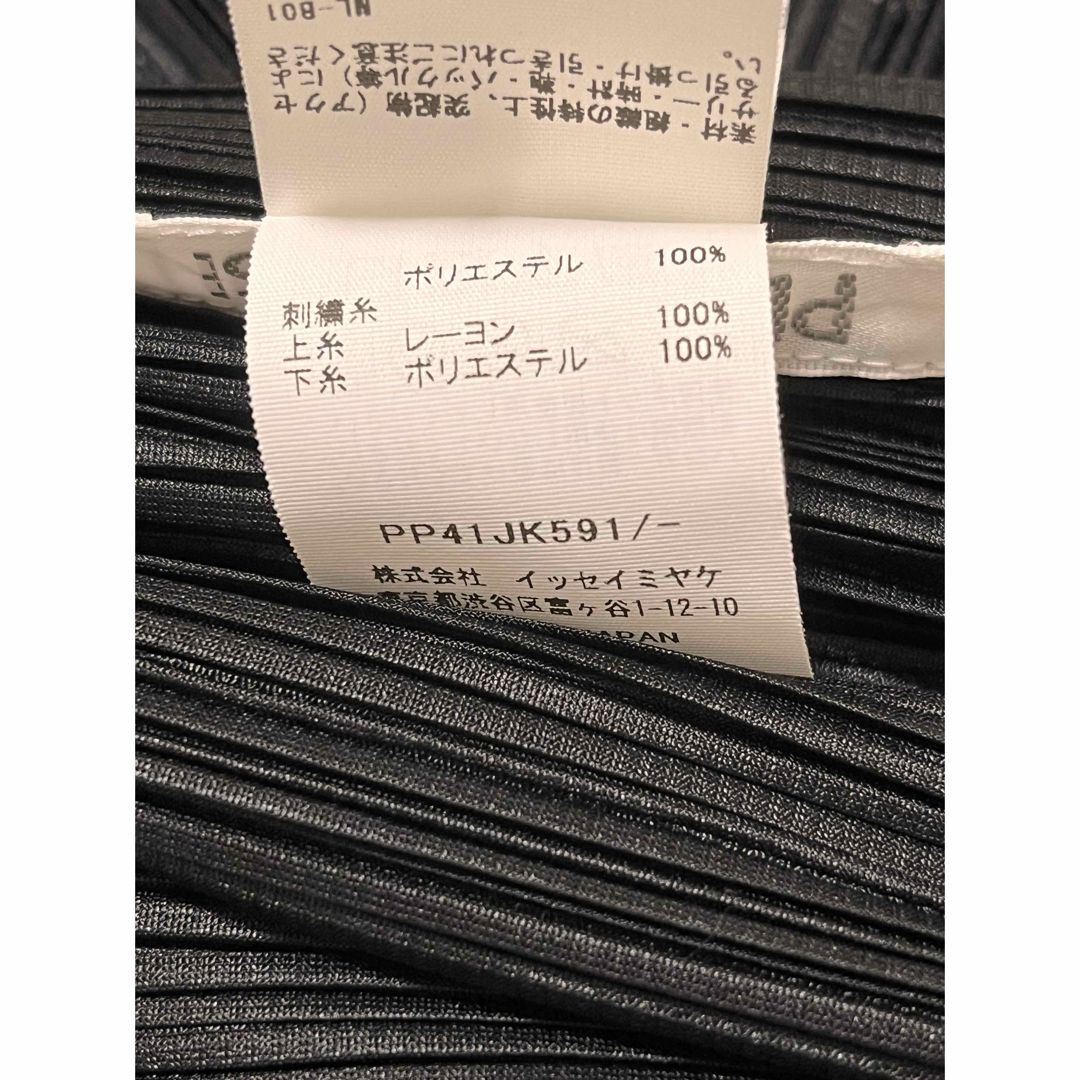 素材・組織の特性上、突起物（アクセ
サリー・時計・鞄・バックル等）によ
る引っ掛け・引きつれにご注意くださ
い。
ML-B01
ポリエステル 100%
刺繍糸
上糸 レーヨン 100%
下糸 ポリエステル 100%
PP41JK591/-
株式会社 イッセイミヤケ
東京都渋谷区富ヶ谷1-12-10
JAPAN